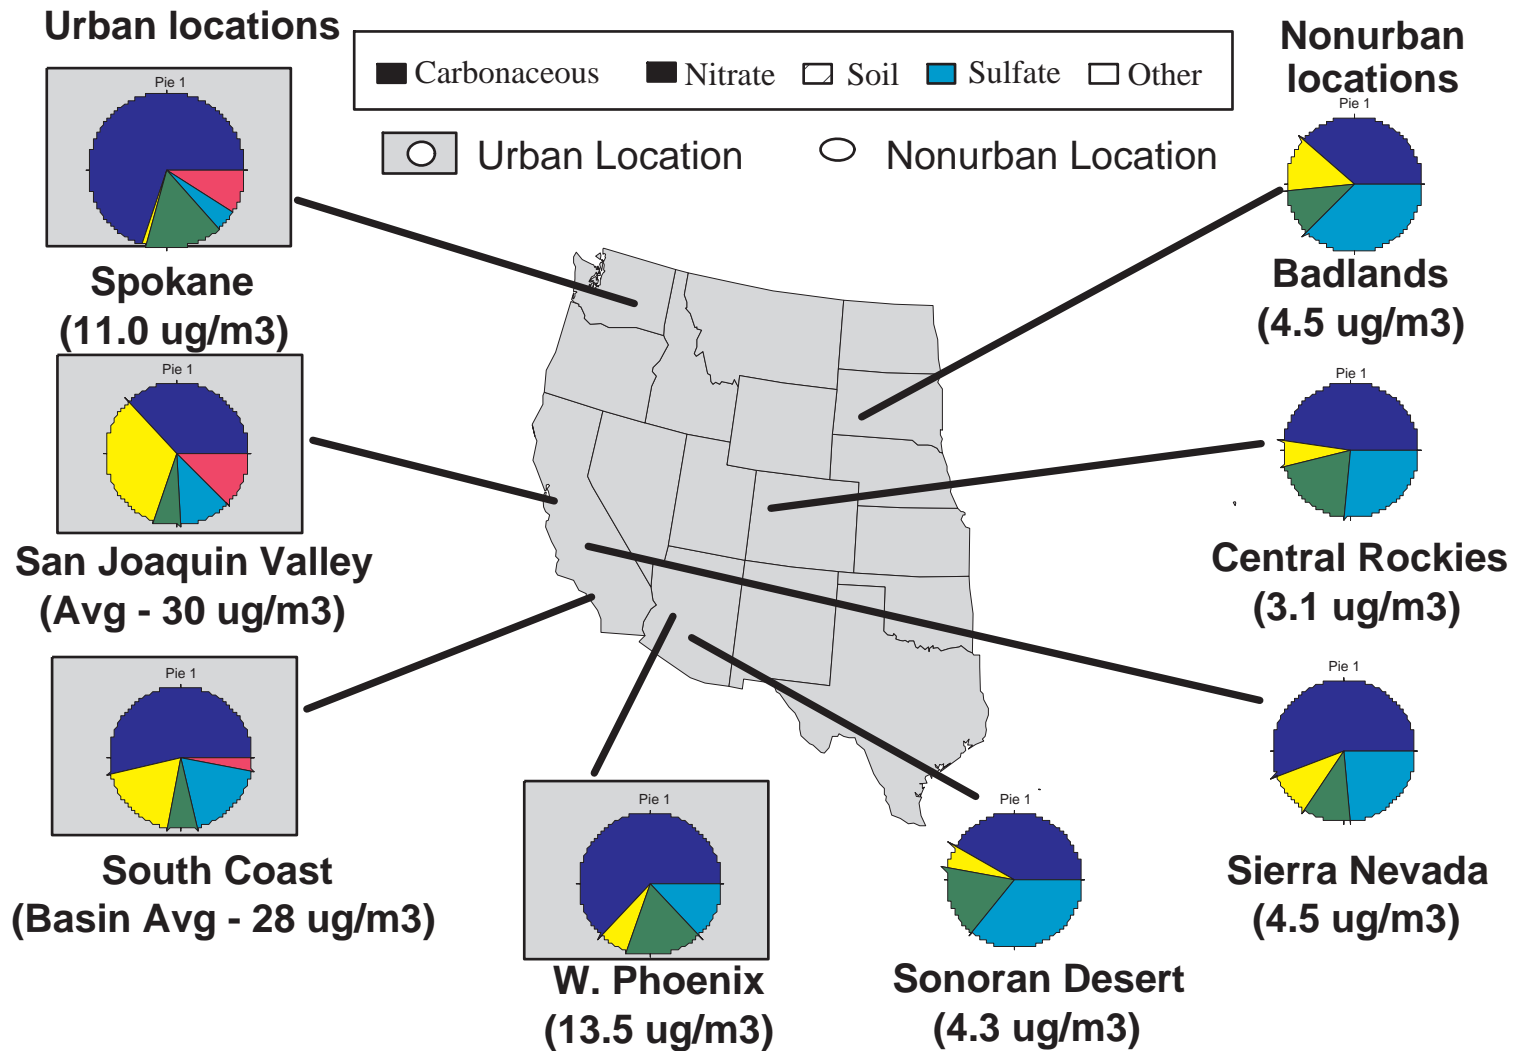 Urban locations
Carbonaceous Nitrate Soil Sulfate Other
Urban Location Nonurban Location
Nonurban
locations
Pie 1
Spokane
(11.0 ug/m3)
Pie 1
San Joaquin Valley
(Avg - 30 ug/m3)
Pie 1
South Coast
(Basin Avg - 28 ug/m3)
Pie 1
W. Phoenix
(13.5 ug/m3)
Pie 1
Sonoran Desert
(4.3 ug/m3)
Pie 1
Badlands
(4.5 ug/m3)
Pie 1
Central Rockies
(3.1 ug/m3)
Pie 1
Sierra Nevada
(4.5 ug/m3)